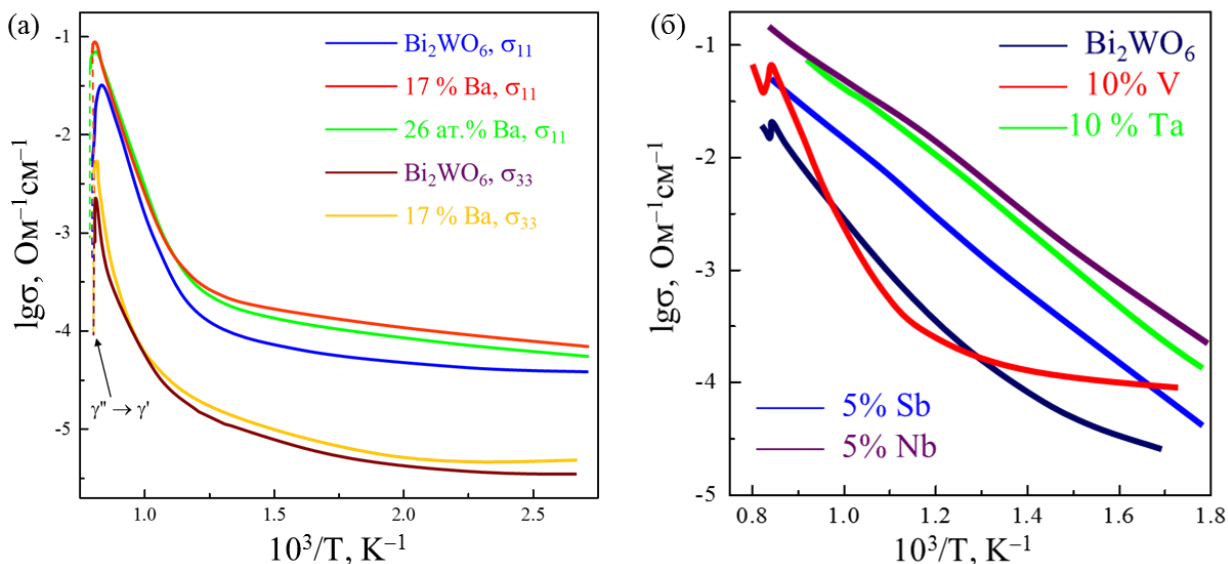 (а)
-1
-2
-3
-4
-5
lgσ, Ом⁻¹см⁻¹
Bi₂WO₆, σ₁₁
17 % Ba, σ₁₁
26 ат.% Ba, σ₁₁
Bi₂WO₆, σ₃₃
17 % Ba, σ₃₃
γ" → γ'
1.0 1.5 2.0 2.5
10³/T, K⁻¹
(б)
-1
-2
-3
-4
-5
lgσ, Ом⁻¹см⁻¹
Bi₂WO₆
10% V
10 % Ta
5% Sb
5% Nb
0.8 1.0 1.2 1.4 1.6 1.8
10³/T, K⁻¹